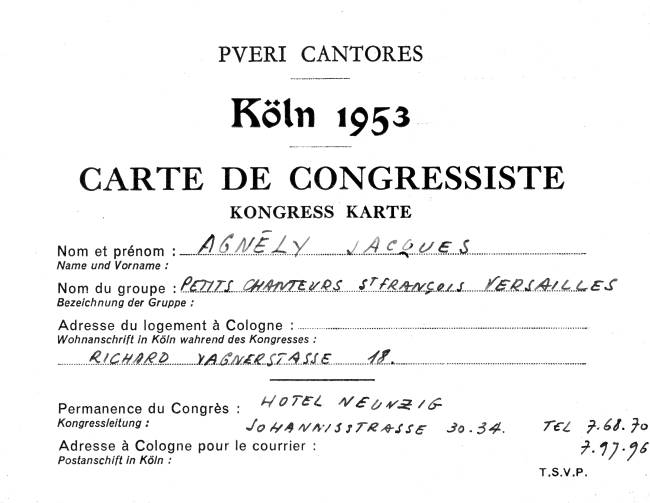 PVERI CANTORES
Köln 1953
CARTE DE CONGRESSISTE
KONGRESS KARTE
Nom et prénom : AGNÉLY JACQUES
Name und Vorname :
Nom du groupe : PETITS CHANTEURS ST FRANÇOIS VERSAILLES
Bezeichnung der Gruppe :
Adresse du logement à Cologne :
Wohnanschrift in Köln wahrend des Kongresses :
RICHARD VAGNERSTASSE 18.
Permanence du Congrès : HOTEL NEUNZIG
Kongressleitung : JOHANNISSTRASSE 30.34. TEL 7.68.70
Adresse à Cologne pour le courrier : 7.97.96
Postanschrift in Köln :
T.S.V.P.